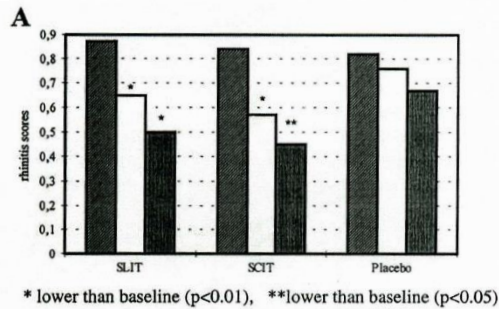 A
0,9
0,8
0,7
0,6
0,5
0,4
0,3
0,2
0,1
0
rhinitis scores
* * * **
SLIT SCIT Placebo
* lower than baseline (p<0.01), **lower than baseline (p<0.05)